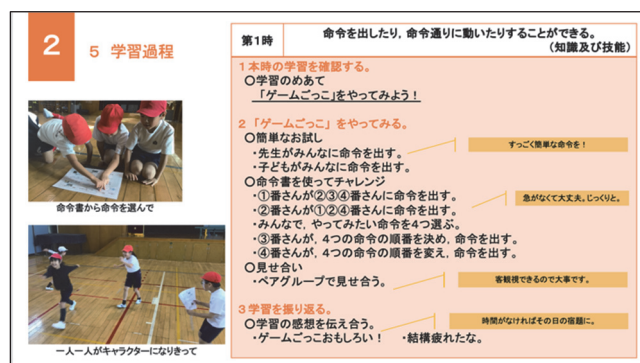 2
5 学習過程
命令書から命令を選んで
一人一人がキャラクターになりきって
第1時
命令を出したり，命令通りに動いたりすることができる。
（知識及び技能）
1本時の学習を確認する。
〇学習のめあて
「ゲームごっこ」をやってみよう！
2「ゲームごっこ」をやってみる。
〇簡単なお試し
・先生がみんなに命令を出す。
すっごく簡単な命令を！
・子どもがみんなに命令を出す。
〇命令書を使ってチャレンジ
・①番さんが②③④番さんに命令を出す。
急がなくて大丈夫。じっくりと。
・②番さんが①②④番さんに命令を出す。
・みんなで，やってみたい命令を4つ選ぶ。
・③番さんが，4つの命令の順番を決め，命令を出す。
・④番さんが，4つの命令の順番を変え，命令を出す。
〇見せ合い
・ペアグループで見せ合う。
客観視できるので大事です。
3学習を振り返る。
〇学習の感想を伝え合う。
時間がなければその日の宿題に。
・ゲームごっこおもしろい！　・結構疲れたな。